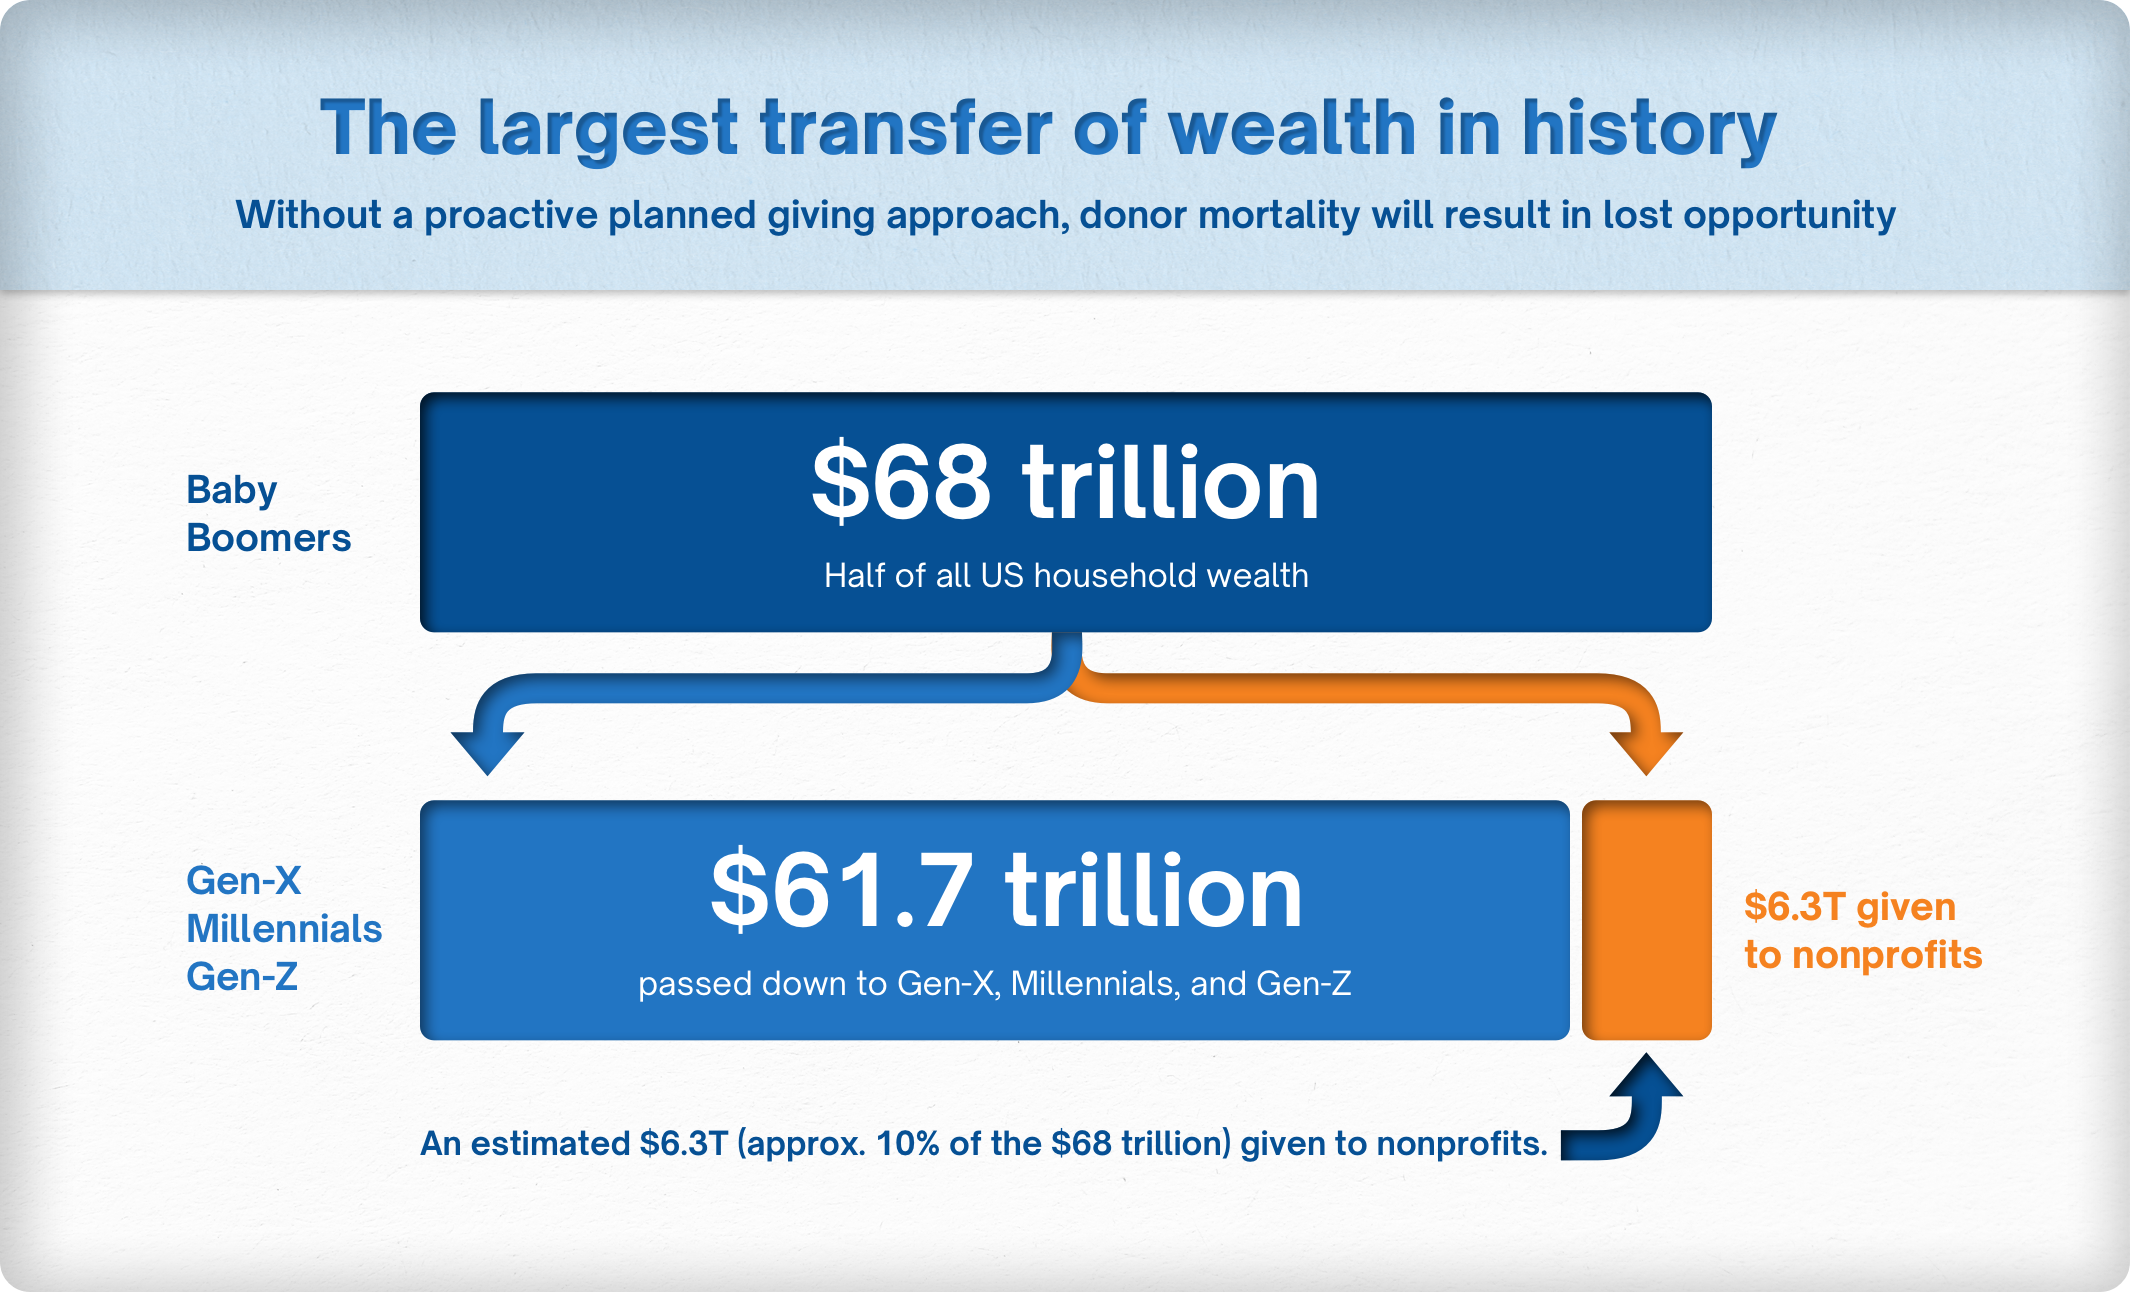 The largest transfer of wealth in history
Without a proactive planned giving approach, donor mortality will result in lost opportunity
Baby
Boomers
$68 trillion
Half of all US household wealth
Gen-X
Millennials
Gen-Z
$61.7 trillion
passed down to Gen-X, Millennials, and Gen-Z
$6.3T given
to nonprofits
An estimated $6.3T (approx. 10% of the $68 trillion) given to nonprofits.